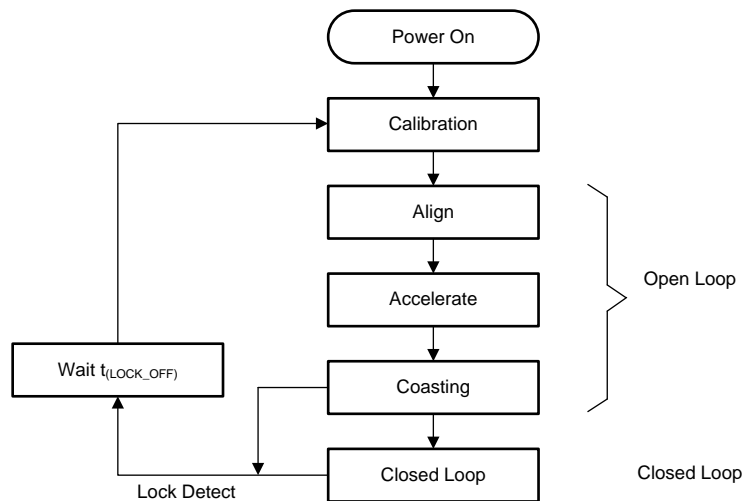 Power On
Calibration
Align
Open Loop
Accelerate
Wait t(LOCK_OFF)
Coasting
Closed Loop
Closed Loop
Lock Detect